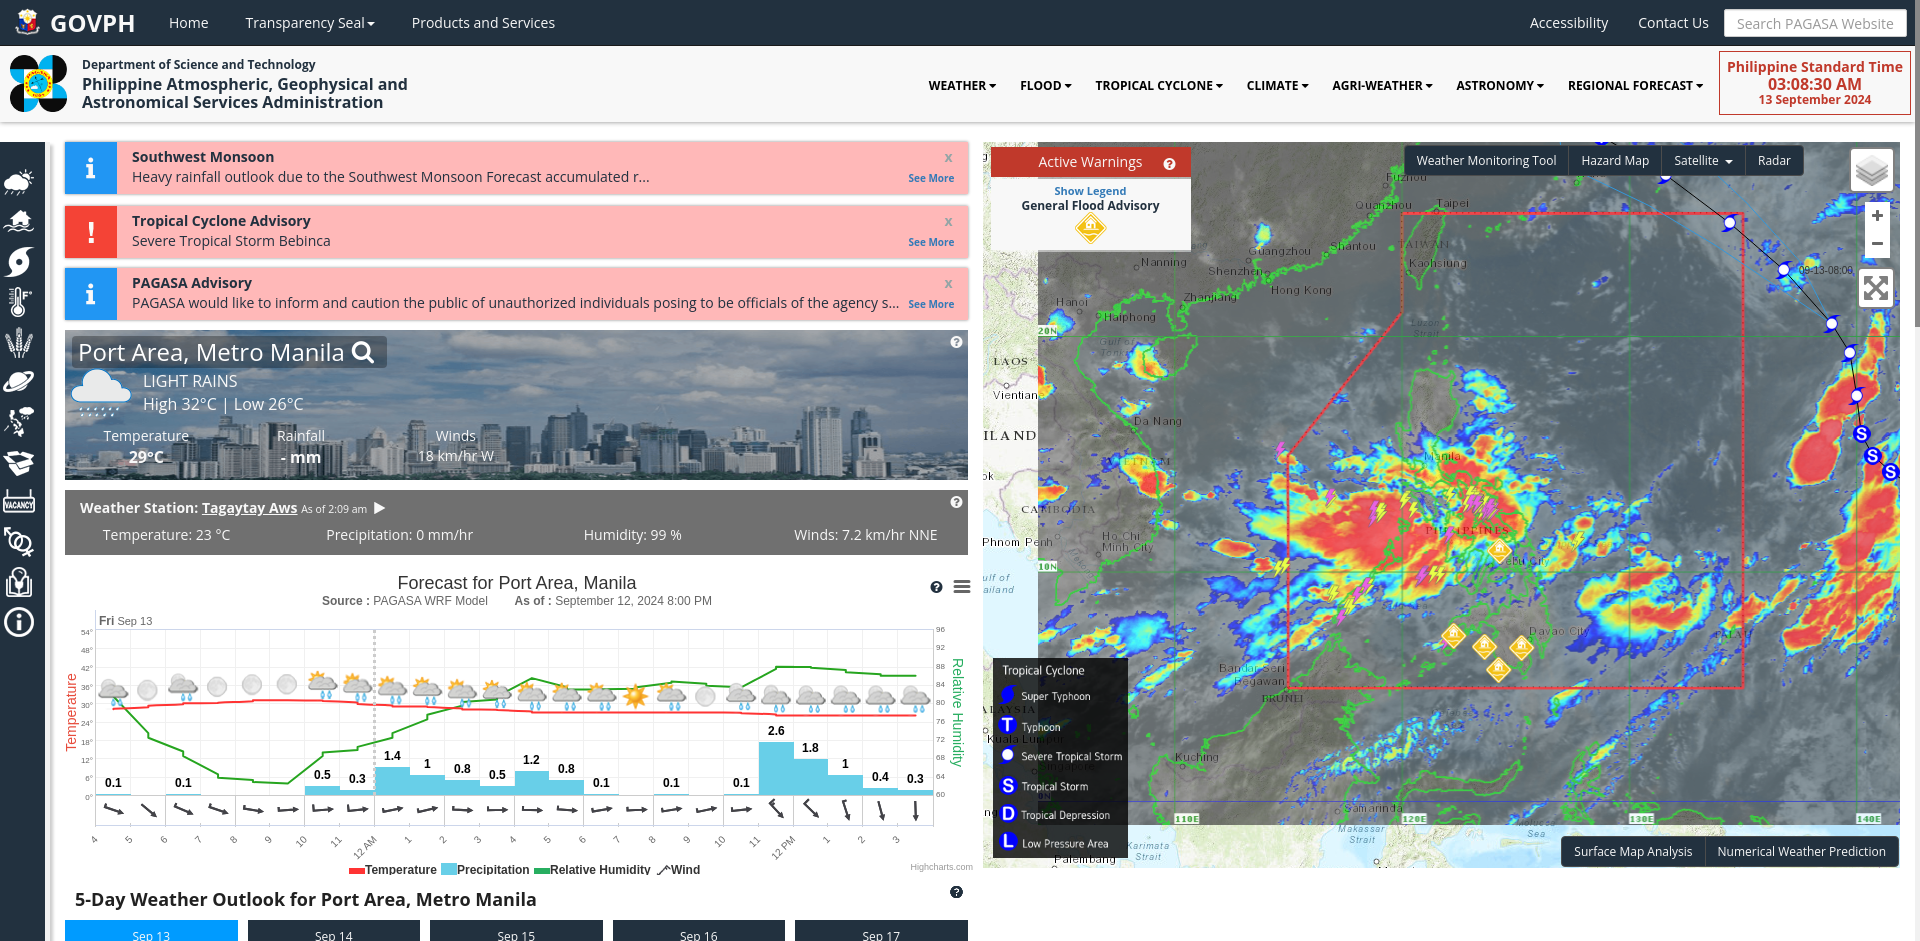 GOVPH
Home
Transparency Seal
Products and Services
Accessibility
Contact Us
Search PAGASA Website
Department of Science and Technology
Philippine Atmospheric, Geophysical and
Astronomical Services Administration
WEATHER
FLOOD
TROPICAL CYCLONE
CLIMATE
AGRI-WEATHER
ASTRONOMY
REGIONAL FORECAST
Philippine Standard Time
03:08:30 AM
13 September 2024
Southwest Monsoon
x
Heavy rainfall outlook due to the Southwest Monsoon Forecast accumulated r...
See More
Tropical Cyclone Advisory
x
Severe Tropical Storm Bebinca
See More
PAGASA Advisory
x
PAGASA would like to inform and caution the public of unauthorized individuals posing to be officials of the agency s...
See More
Port Area, Metro Manila
LIGHT RAINS
High 32°C | Low 26°C
Temperature
Rainfall
Winds
29°C
- mm
18 km/hr W
Weather Station: Tagaytay Aws As of 2:09 am
Temperature: 23 °C
Precipitation: 0 mm/hr
Humidity: 99 %
Winds: 7.2 km/hr NNE
VACANCY
Forecast for Port Area, Manila
Source : PAGASA WRF Model
As of : September 12, 2024 8:00 PM
Fri Sep 13
Temperature
54°
48°
42°
36°
30°
24°
18°
12°
6°
0°
96
92
88
84
80
76
72
68
64
60
Relative Humidity
0.1
0.1
0.5
0.3
1.4
1
0.8
0.5
1.2
0.8
0.1
0.1
0.1
2.6
1.8
1
0.4
0.3
4
5
6
7
8
9
10
11
12 AM
1
2
3
4
5
6
7
8
9
10
11
12 PM
1
2
3
Temperature
Precipitation
Relative Humidity
Wind
Highcharts.com
5-Day Weather Outlook for Port Area, Metro Manila
Sep 13
Sep 14
Sep 15
Sep 16
Sep 17
Active Warnings
Show Legend
General Flood Advisory
Weather Monitoring Tool
Hazard Map
Satellite
Radar
+
−
09-13-08:00
Fuzhou
Quanzhou
Taipei
TAIWAN
Kaohsiung
Guangzhou
Shantou
Shenzhen
Hong Kong
Nanning
Zhanjiang
Hanoi
Haiphong
Gulf of
20N
Luzon
Strait
LAOS
Vientian
Da Nang
ILAND
VIETNAM
CAMBODIA
Phnom Penh
Ho Chi
Minh City
Manila
PHILIPPINES
Cebu City
10N
ulf of
ailand
Davao City
PALAU
Bandar Seri
Begawan
BRUNEI
Kuching
Samarinda
110E
120E
130E
140E
Makassar
Strait
Karimata
Strait
Sea
Palembang
Tropical Cyclone
Super Typhoon
T Typhoon
Severe Tropical Storm
S Tropical Storm
D Tropical Depression
L Low Pressure Area
S
S
S
Surface Map Analysis
Numerical Weather Prediction